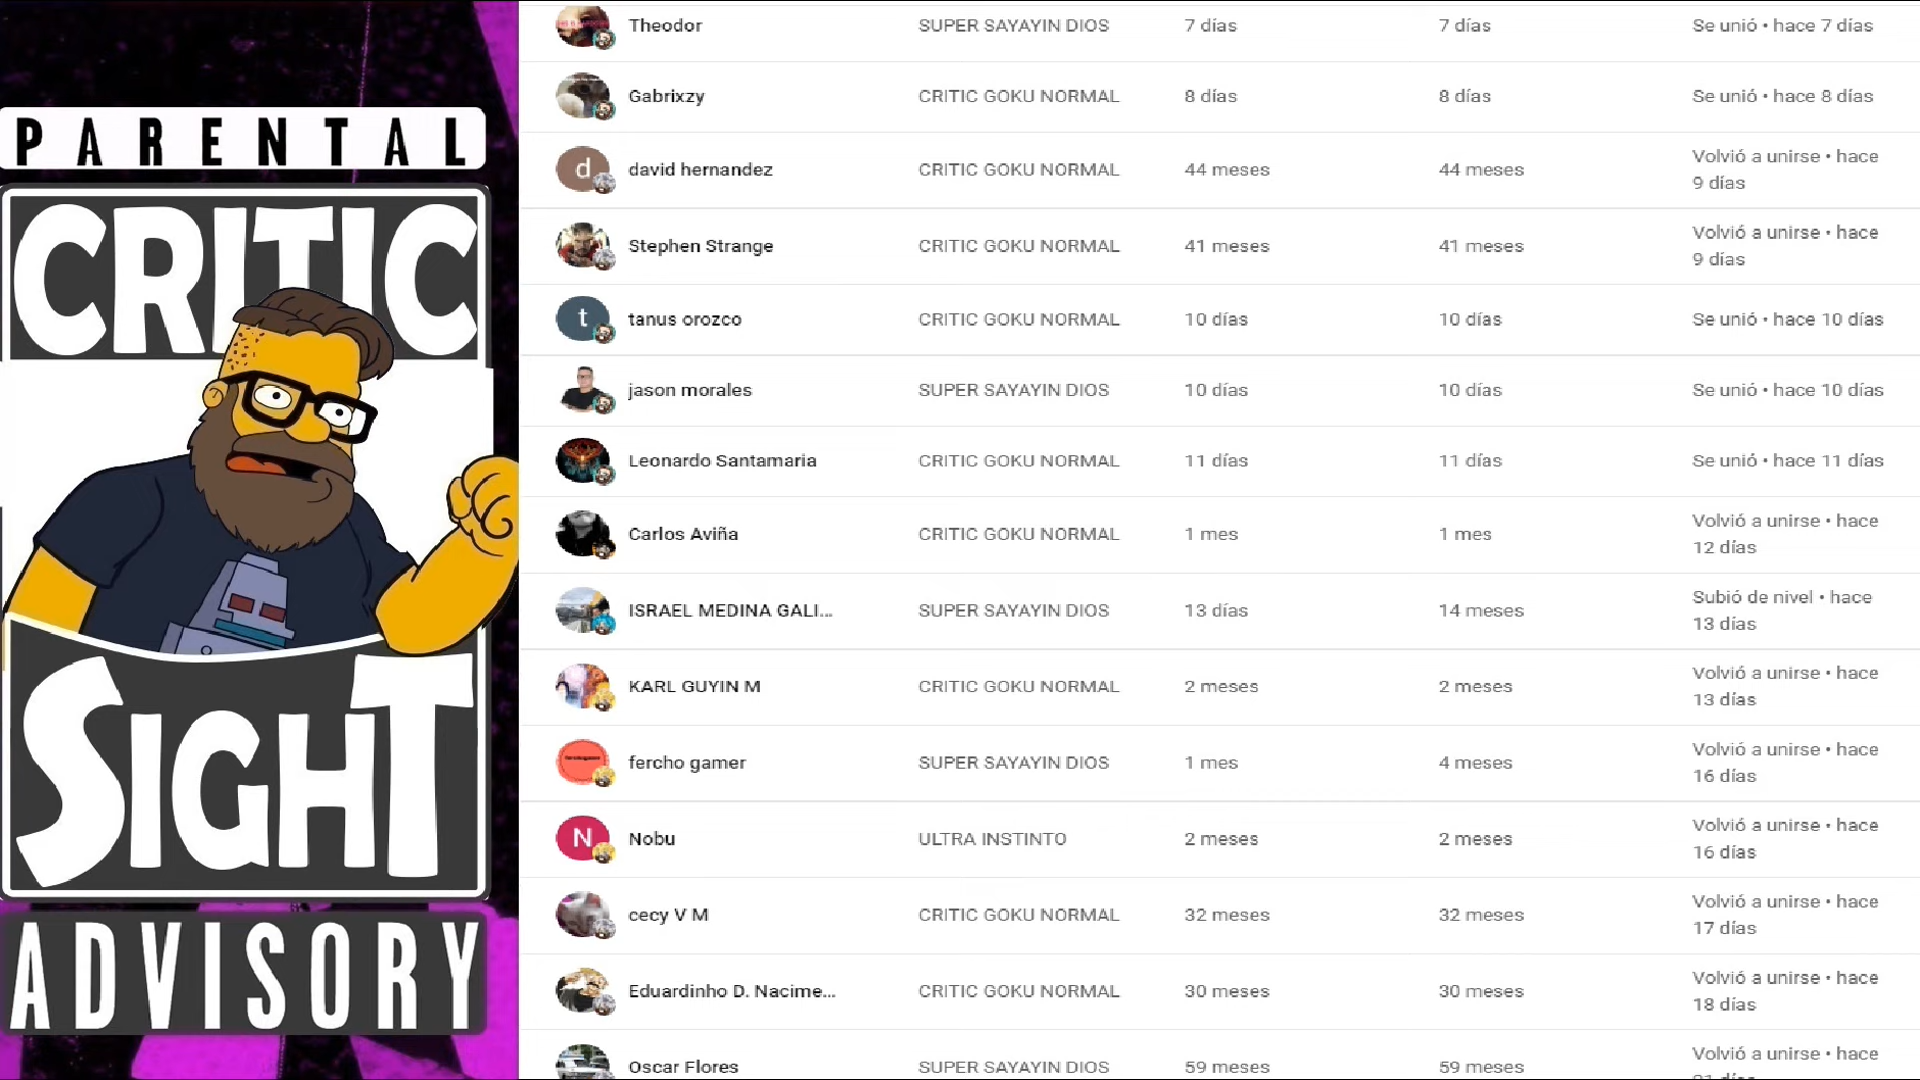 PARENTAL
CRITIC
SIGHT
ADVISORY
Theodor SUPER SAYAYIN DIOS 7 días 7 días Se unió • hace 7 días
Gabrixzy CRITIC GOKU NORMAL 8 días 8 días Se unió • hace 8 días
d david hernandez CRITIC GOKU NORMAL 44 meses 44 meses Volvió a unirse • hace
9 días
Stephen Strange CRITIC GOKU NORMAL 41 meses 41 meses Volvió a unirse • hace
9 días
t tanus orozco CRITIC GOKU NORMAL 10 días 10 días Se unió • hace 10 días
jason morales SUPER SAYAYIN DIOS 10 días 10 días Se unió • hace 10 días
Leonardo Santamaria CRITIC GOKU NORMAL 11 días 11 días Se unió • hace 11 días
Carlos Aviña CRITIC GOKU NORMAL 1 mes 1 mes Volvió a unirse • hace
12 días
ISRAEL MEDINA GALI... SUPER SAYAYIN DIOS 13 días 14 meses Subió de nivel • hace
13 días
KARL GUYIN M CRITIC GOKU NORMAL 2 meses 2 meses Volvió a unirse • hace
13 días
fercho gamer SUPER SAYAYIN DIOS 1 mes 4 meses Volvió a unirse • hace
16 días
N Nobu ULTRA INSTINTO 2 meses 2 meses Volvió a unirse • hace
16 días
cecy V M CRITIC GOKU NORMAL 32 meses 32 meses Volvió a unirse • hace
17 días
Eduardinho D. Nacime... CRITIC GOKU NORMAL 30 meses 30 meses Volvió a unirse • hace
18 días
Oscar Flores SUPER SAYAYIN DIOS 59 meses 59 meses Volvió a unirse • hace